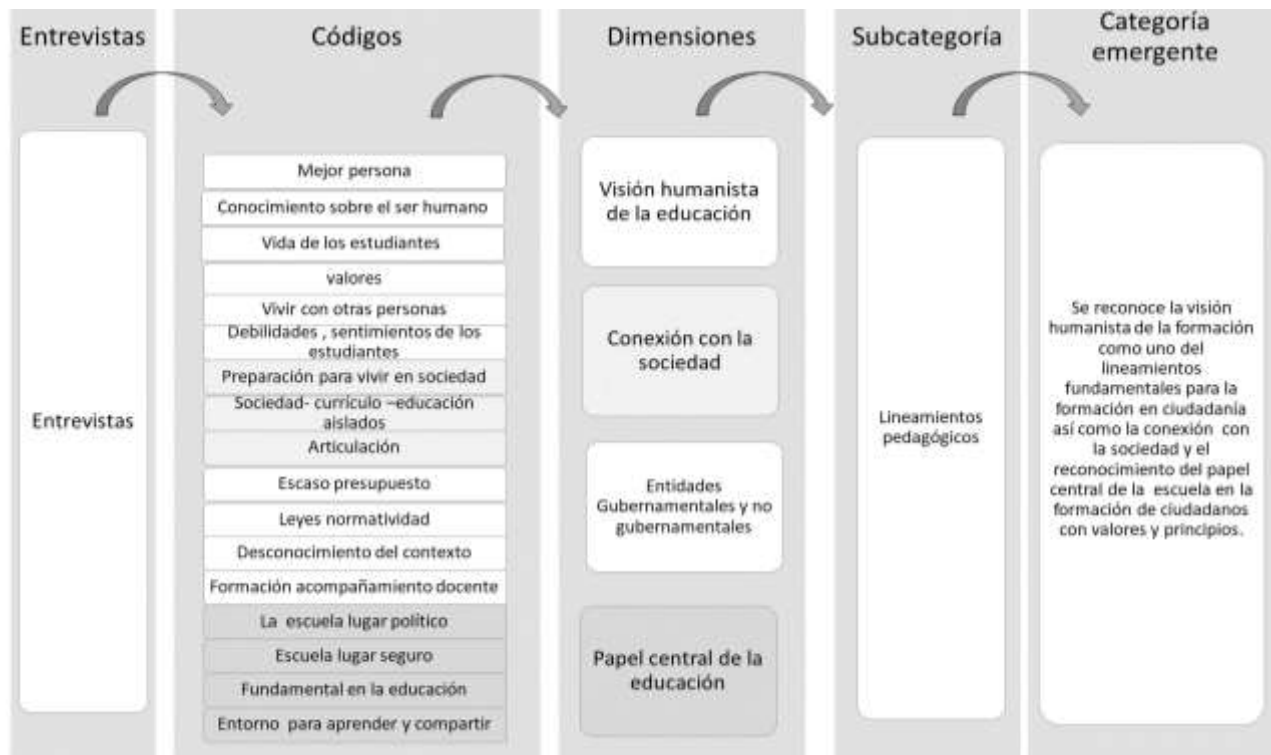 Entrevistas
Códigos
Dimensiones
Subcategoría
Categoría
emergente
Entrevistas
Mejor persona
Conocimiento sobre el ser humano
Vida de los estudiantes
valores
Vivir con otras personas
Debilidades , sentimientos de los
estudiantes
Preparación para vivir en sociedad
Sociedad- currículo –educación
aislados
Articulación
Escaso presupuesto
Leyes normatividad
Desconocimiento del contexto
Formación acompañamiento docente
La escuela lugar político
Escuela lugar seguro
Fundamental en la educación
Entorno para aprender y compartir
Visión humanista
de la educación
Conexión con la
sociedad
Entidades
Gubernamentales y no
gubernamentales
Papel central de la
educación
Lineamientos
pedagógicos
Se reconoce la visión
humanista de la formación
como uno del
lineamientos
fundamentales para la
formación en ciudadanía
así como la conexión con
la sociedad y el
reconocimiento del papel
central de la escuela en la
formación de ciudadanos
con valores y principios.